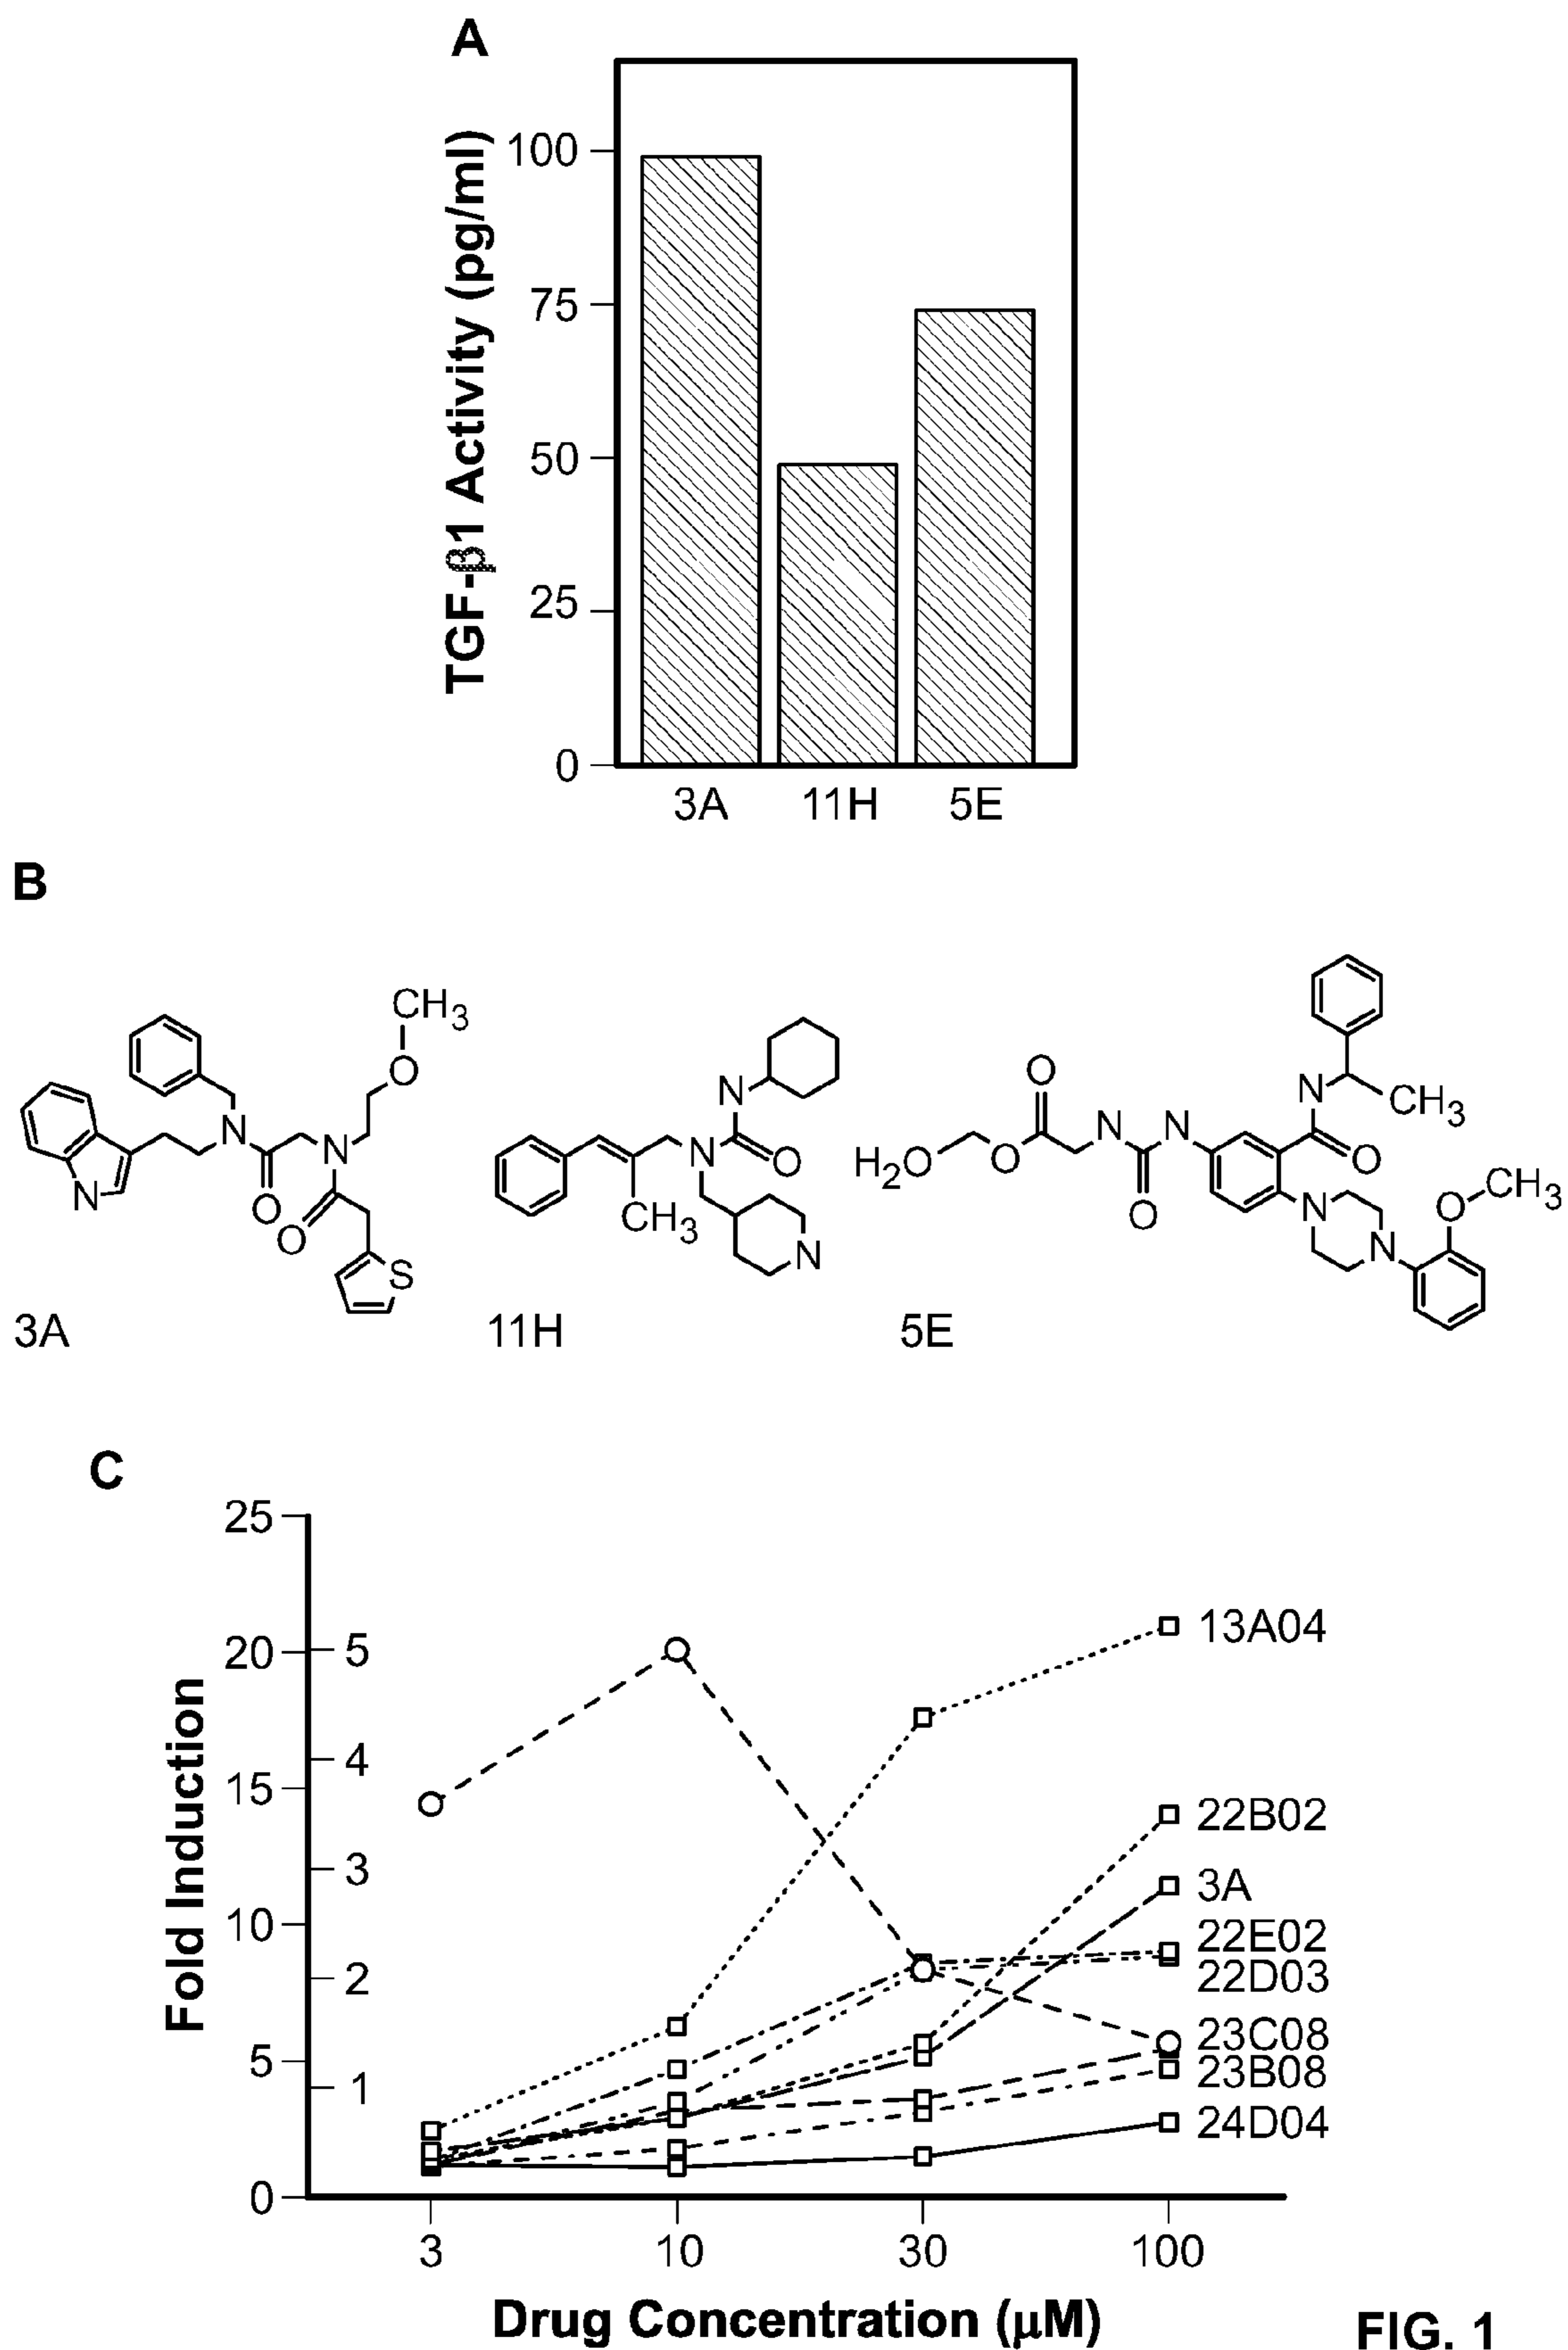 A
TGF-β1 Activity (pg/ml)
100
75
50
25
0
3A 11H 5E
B
CH3
O
N
N
O
N
O
S
3A
N
N
O
CH3
N
11H
O
N
CH3
N
N
O
H2O
O
O
O
CH3
N
N
5E
C
Fold Induction
25
20
15
10
5
0
5
4
3
2
1
13A04
22B02
3A
22E02
22D03
23C08
23B08
24D04
3 10 30 100
Drug Concentration (µM)
FIG. 1